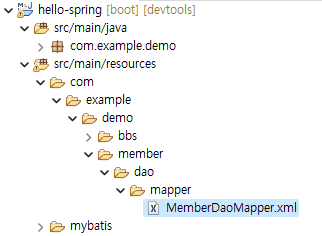 hello-spring [boot] [devtools]
src/main/java
com.example.demo
src/main/resources
com
example
demo
bbs
member
dao
mapper
MemberDaoMapper.xml
mybatis